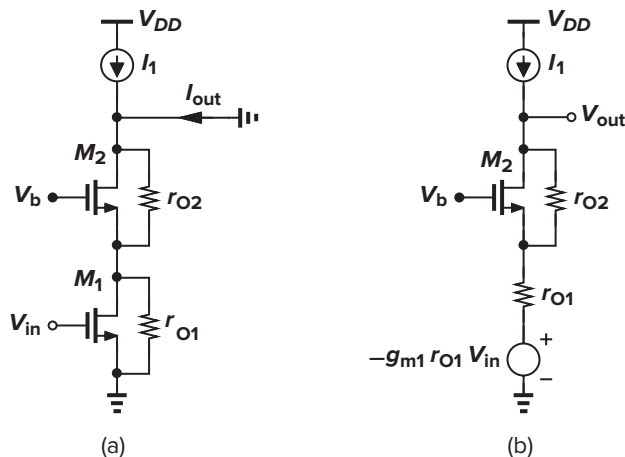 V_DD
I_1
I_out
M_2
V_b
r_O2
M_1
V_in
r_O1
(a)
V_DD
I_1
V_out
M_2
V_b
r_O2
r_O1
−g_m1 r_O1 V_in
+
−
(b)